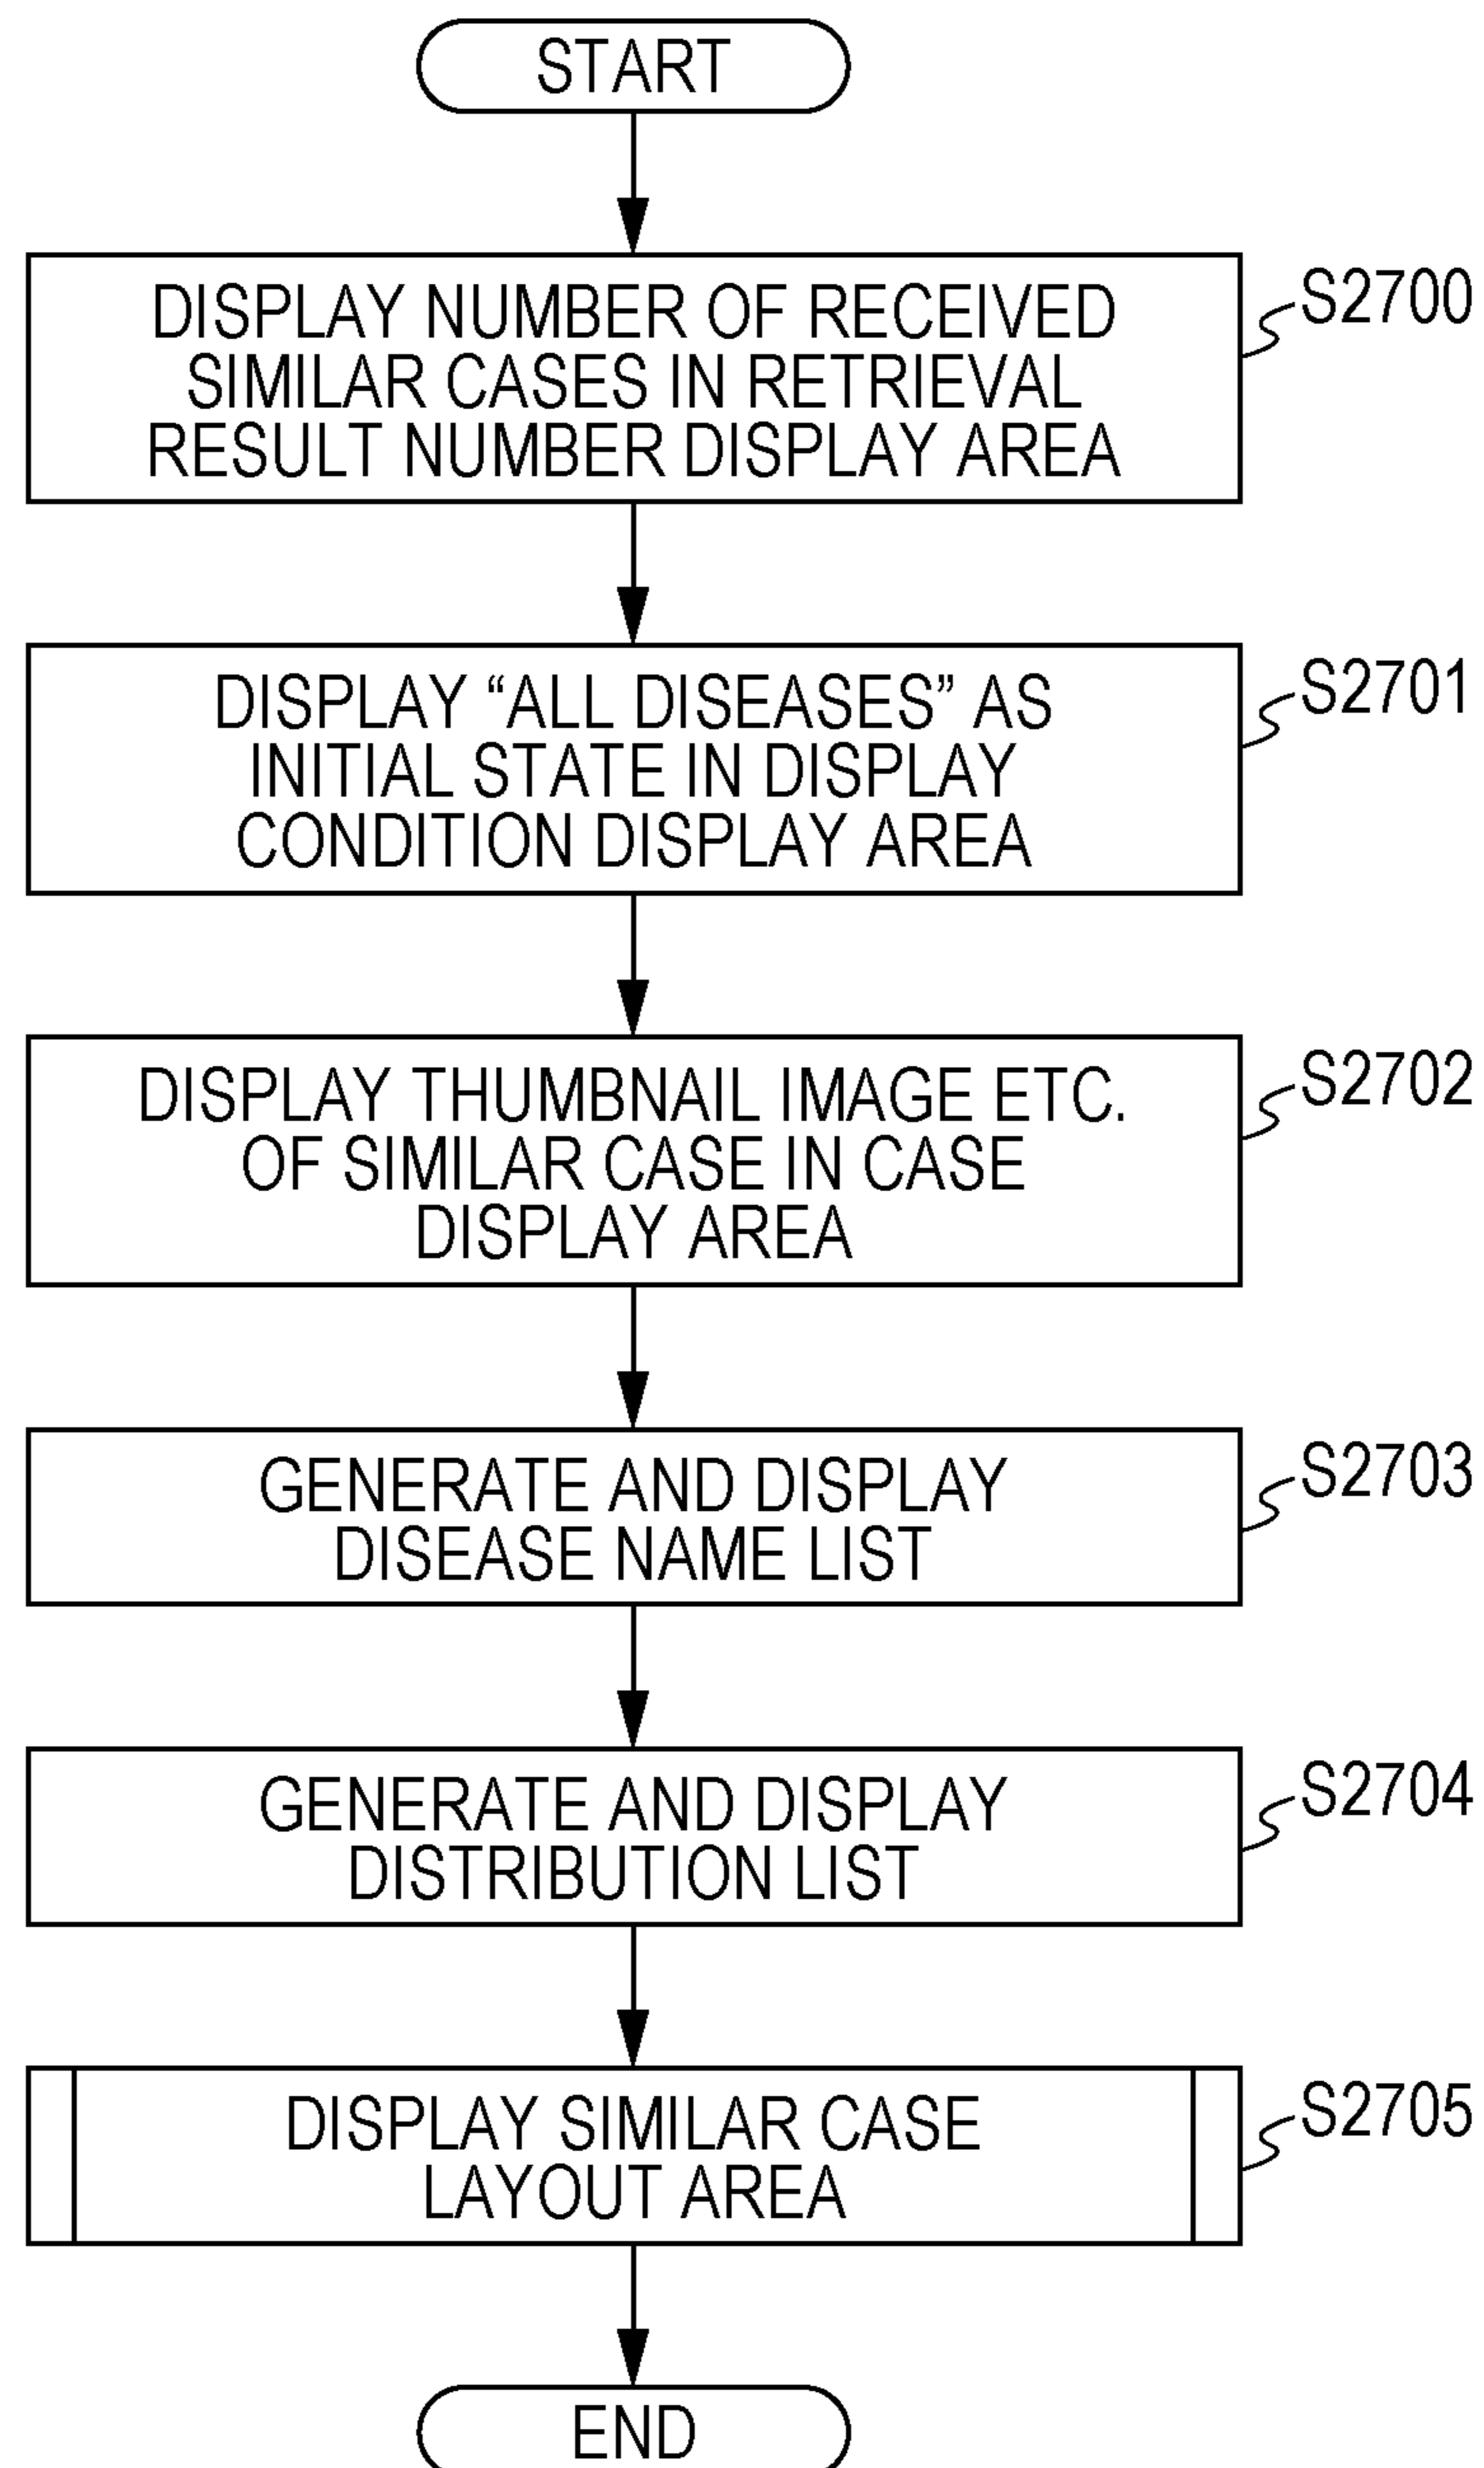 START
DISPLAY NUMBER OF RECEIVED
SIMILAR CASES IN RETRIEVAL
RESULT NUMBER DISPLAY AREA
S2700
DISPLAY “ALL DISEASES” AS
INITIAL STATE IN DISPLAY
CONDITION DISPLAY AREA
S2701
DISPLAY THUMBNAIL IMAGE ETC.
OF SIMILAR CASE IN CASE
DISPLAY AREA
S2702
GENERATE AND DISPLAY
DISEASE NAME LIST
S2703
GENERATE AND DISPLAY
DISTRIBUTION LIST
S2704
DISPLAY SIMILAR CASE
LAYOUT AREA
S2705
END